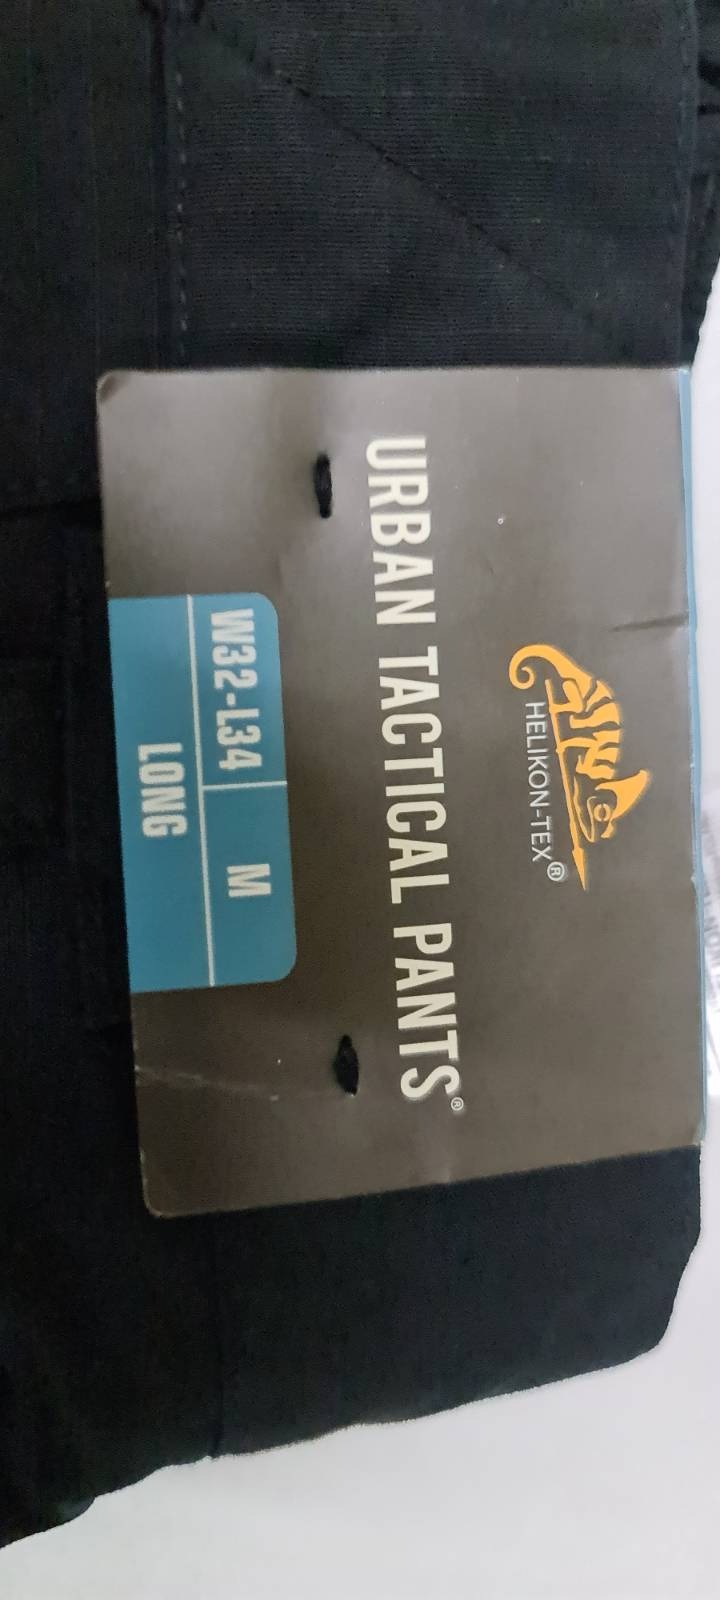 HELIKON-TEX®
URBAN TACTICAL PANTS®
W32-L34 M
LONG